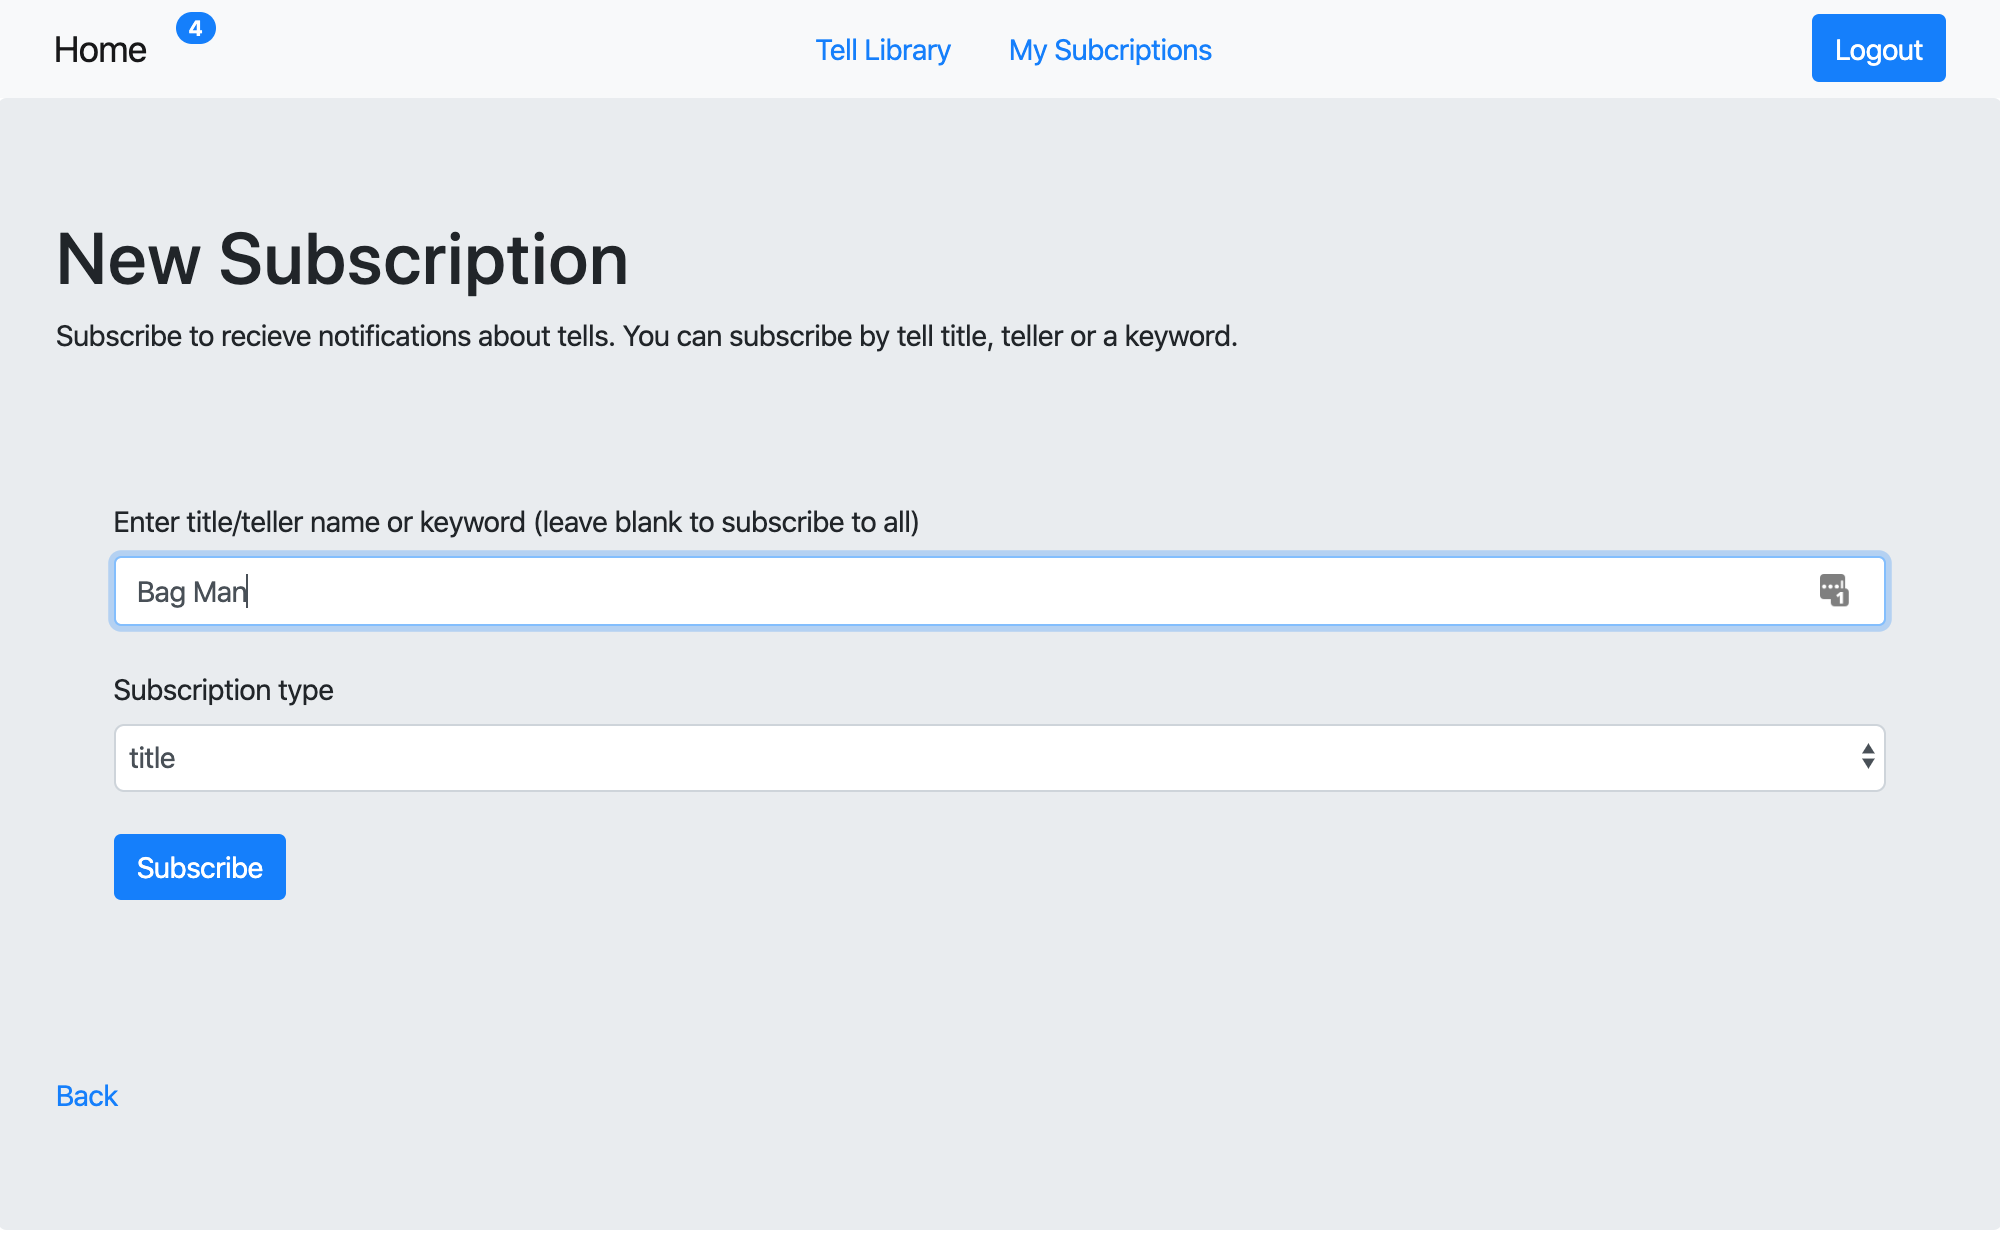 Home 4 Tell Library My Subcriptions Logout
New Subscription
Subscribe to recieve notifications about tells. You can subscribe by tell title, teller or a keyword.
Enter title/teller name or keyword (leave blank to subscribe to all)
Bag Man 1
Subscription type
title
Subscribe
Back